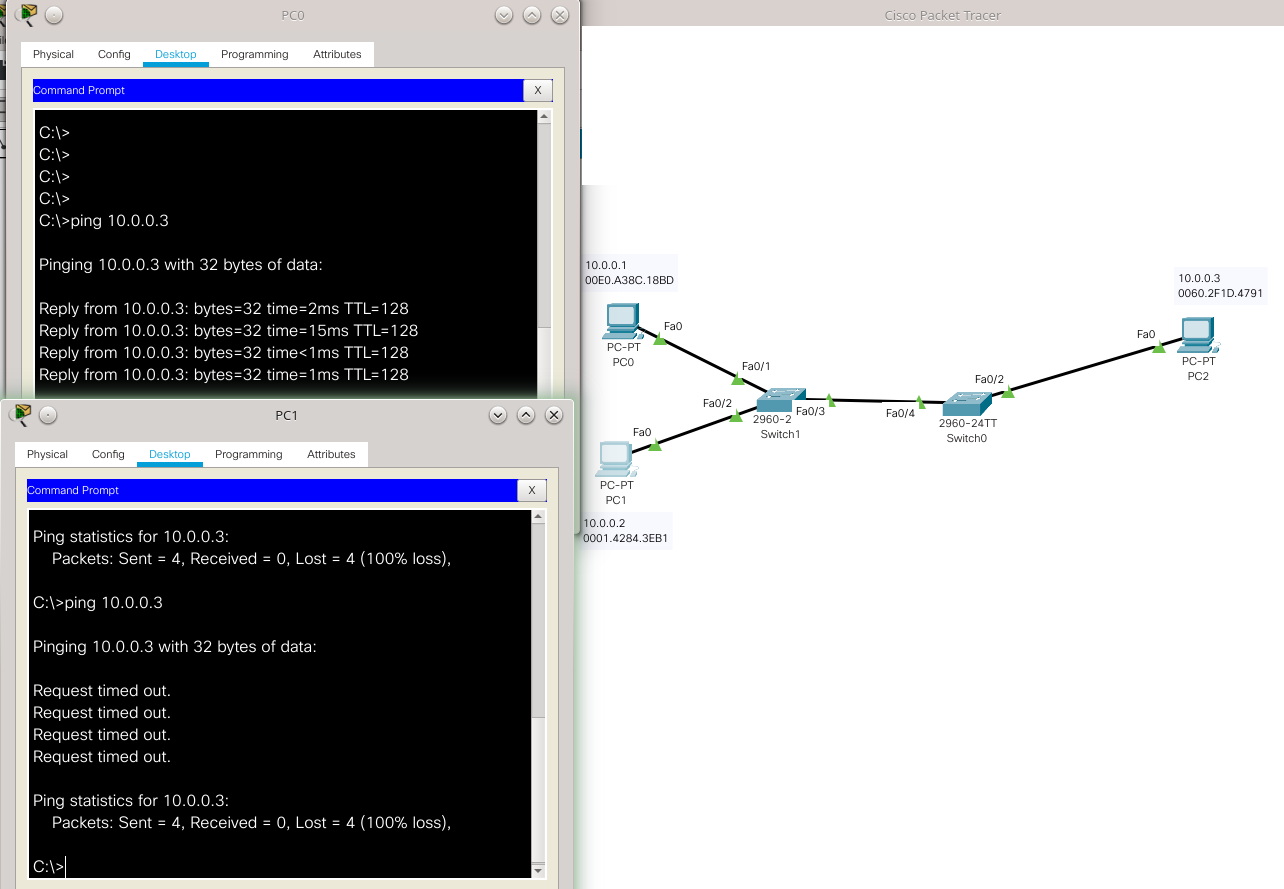 PC0
Cisco Packet Tracer
Physical Config Desktop Programming Attributes
Command Prompt
X
C:\>
C:\>
C:\>
C:\>
C:\>ping 10.0.0.3
Pinging 10.0.0.3 with 32 bytes of data:
Reply from 10.0.0.3: bytes=32 time=2ms TTL=128
Reply from 10.0.0.3: bytes=32 time=15ms TTL=128
Reply from 10.0.0.3: bytes=32 time<1ms TTL=128
Reply from 10.0.0.3: bytes=32 time=1ms TTL=128
PC1
Physical Config Desktop Programming Attributes
Command Prompt
X
Ping statistics for 10.0.0.3:
Packets: Sent = 4, Received = 0, Lost = 4 (100% loss),
C:\>ping 10.0.0.3
Pinging 10.0.0.3 with 32 bytes of data:
Request timed out.
Request timed out.
Request timed out.
Request timed out.
Ping statistics for 10.0.0.3:
Packets: Sent = 4, Received = 0, Lost = 4 (100% loss),
C:\>
10.0.0.1
00E0.A38C.18BD
Fa0
PC-PT
PC0
Fa0/1
Fa0/2
Fa0
PC-PT
PC1
10.0.0.2
0001.4284.3EB1
Fa0/3
2960-2
Switch1
Fa0/4
Fa0/2
2960-24TT
Switch0
10.0.0.3
0060.2F1D.4791
Fa0
PC-PT
PC2